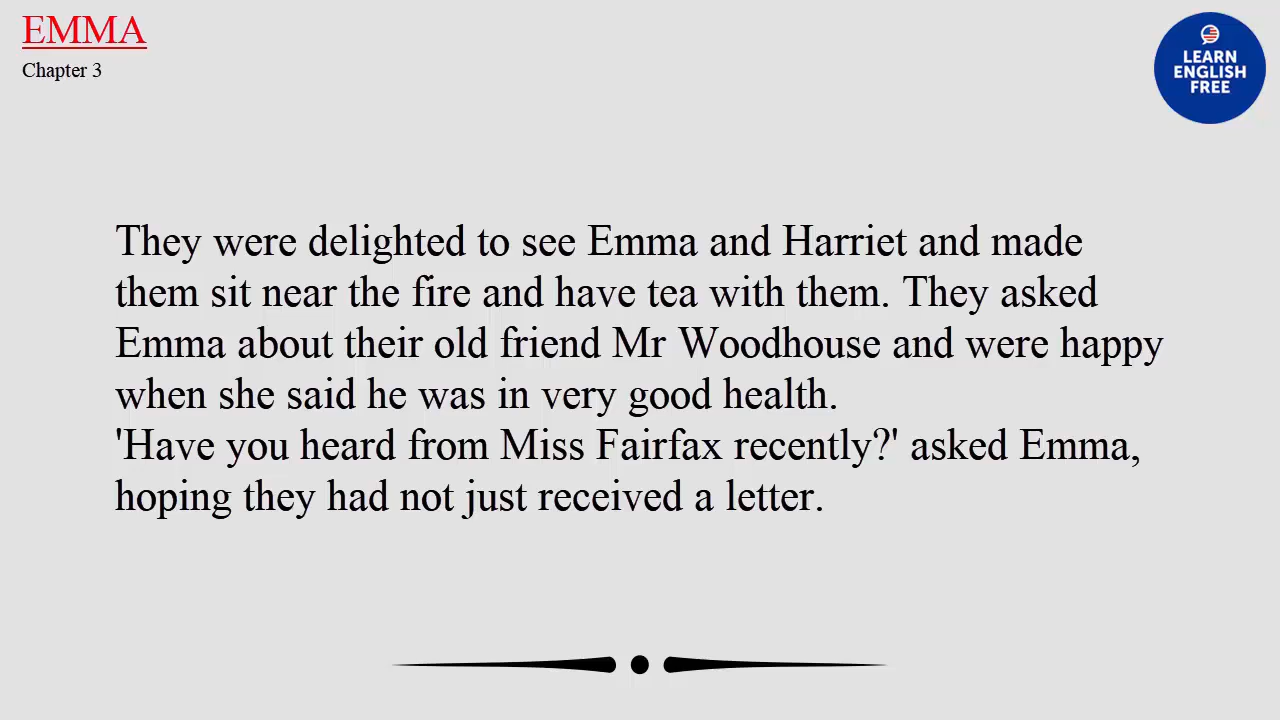 EMMA
Chapter 3
LEARN
ENGLISH
FREE
They were delighted to see Emma and Harriet and made
them sit near the fire and have tea with them. They asked
Emma about their old friend Mr Woodhouse and were happy
when she said he was in very good health.
'Have you heard from Miss Fairfax recently?' asked Emma,
hoping they had not just received a letter.